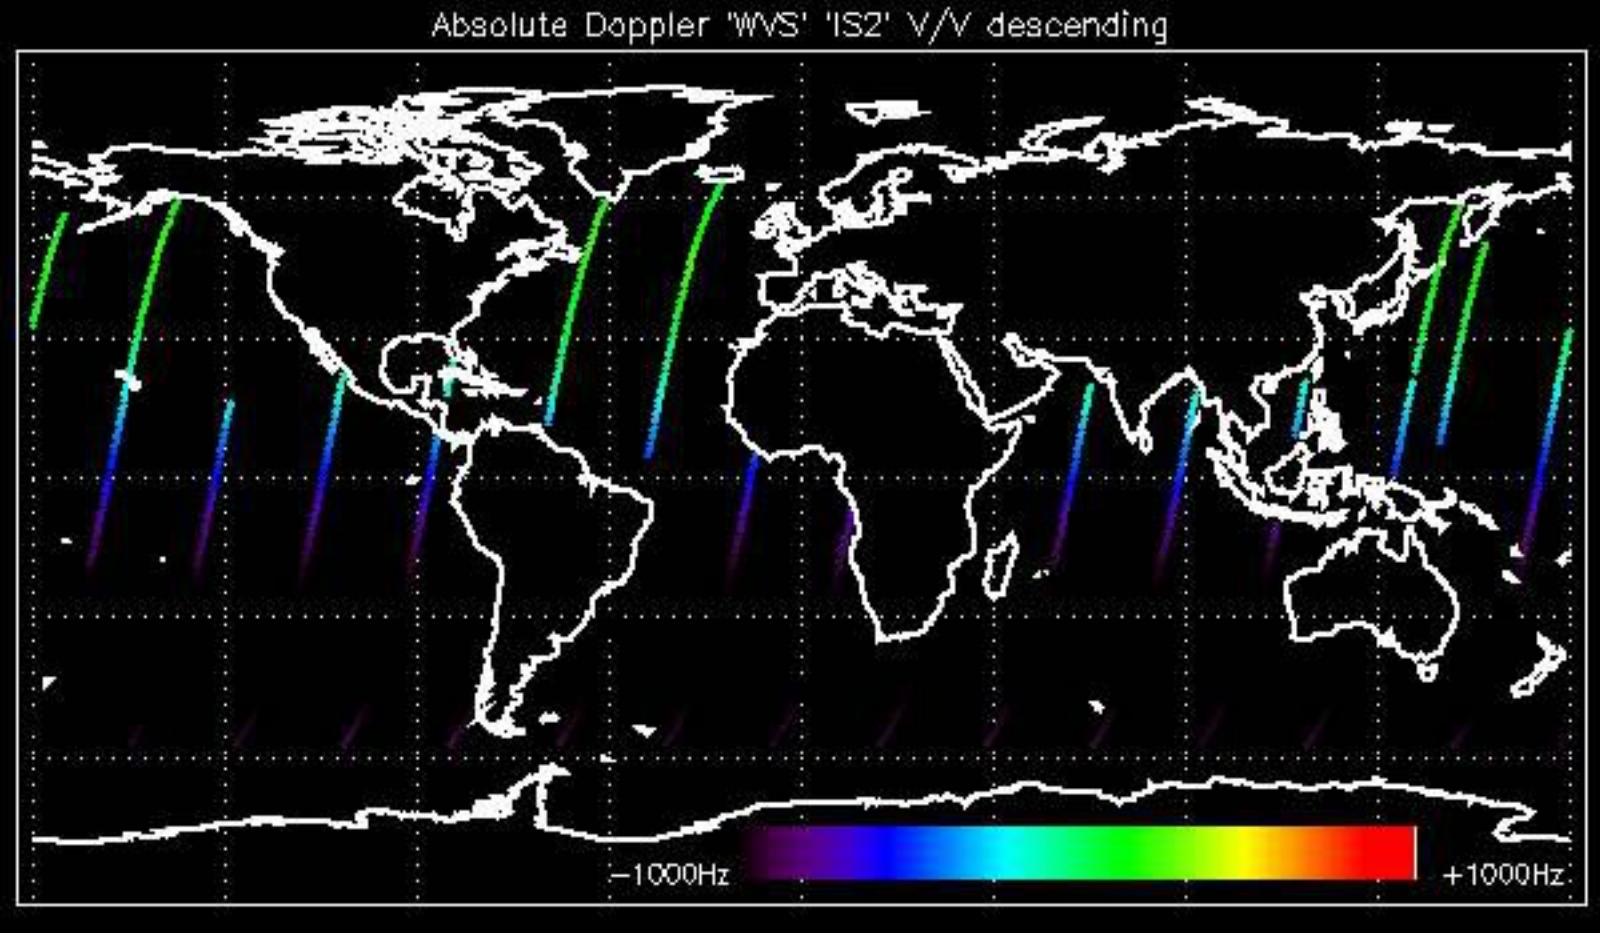 Absolute Doppler 'WVS' 'IS2' V/V descending
−1000Hz +1000Hz